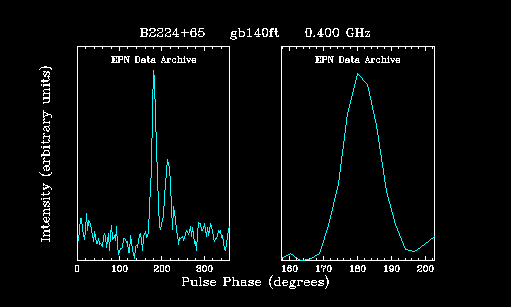 B2224+65 gb140ft 0.400 GHz
EPN Data Archive EPN Data Archive
Intensity (arbitrary units)
0 100 200 300 160 170 180 190 200
Pulse Phase (degrees)